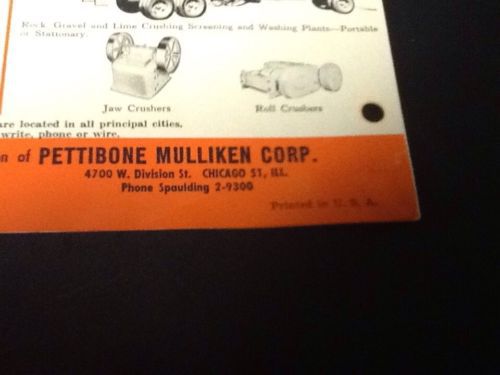 Rock, Gravel and Lime Crushing Screening and Washing Plants—Portable
or Stationary.
Jaw Crushers
Roll Crushers
are located in all principal cities,
write, phone or wire.
on of PETTIBONE MULLIKEN CORP.
4700 W. Division St. CHICAGO 51, ILL.
Phone Spaulding 2-9300
Printed in U. S. A.